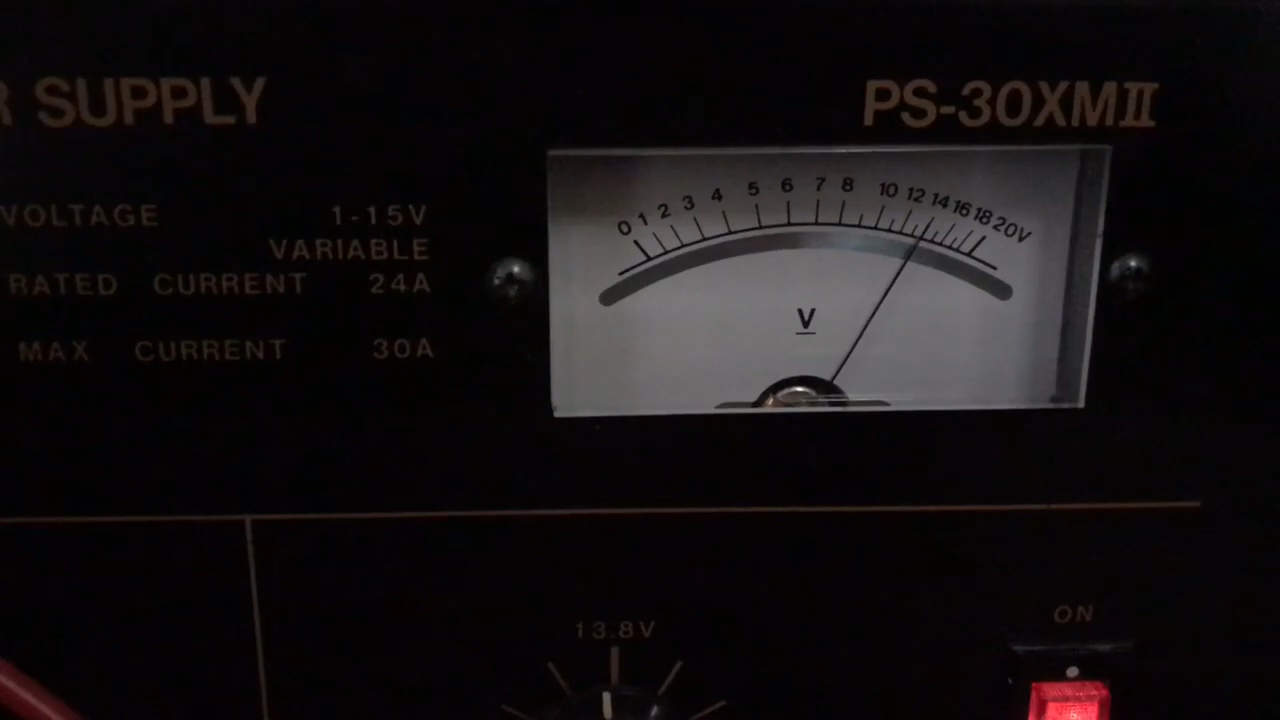 R SUPPLY
PS-30XMII
VOLTAGE 1-15V
VARIABLE
RATED CURRENT 24A
MAX CURRENT 30A
0 1 2 3 4 5 6 7 8 10 12 14 16 18 20V
V
13.8V
ON